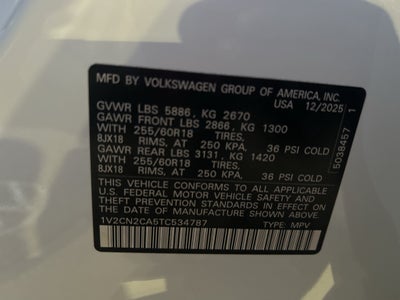 MFD BY VOLKSWAGEN GROUP OF AMERICA, INC.
USA 12/2025
GVWR LBS 5886, KG 2670
GAWR FRONT LBS 2866, KG 1300
WITH 255/60R18 TIRES,
8JX18 RIMS, AT 250 KPA, 36 PSI COLD
GAWR REAR LBS 3131, KG 1420
WITH 255/60R18 TIRES,
8JX18 RIMS, AT 250 KPA, 36 PSI COLD
THIS VEHICLE CONFORMS TO ALL APPLICABLE
U.S. FEDERAL MOTOR VEHICLE SAFETY AND
THEFT PREVENTION STANDARDS IN EFFECT ON
THE DATE OF MANUFACTURE SHOWN ABOVE.
1V2CN2CA5TC534787 TYPE: MPV
5038457 1